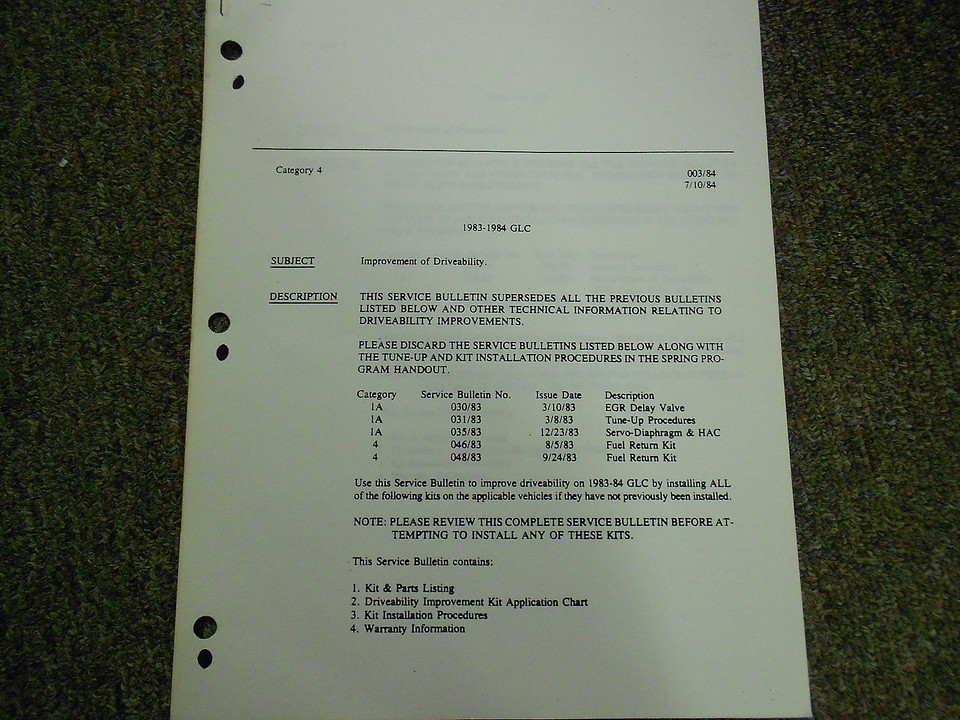 Category 4 003/84
7/10/84
1983-1984 GLC
SUBJECT Improvement of Driveability.
DESCRIPTION THIS SERVICE BULLETIN SUPERSEDES ALL THE PREVIOUS BULLETINS
LISTED BELOW AND OTHER TECHNICAL INFORMATION RELATING TO
DRIVEABILITY IMPROVEMENTS.
PLEASE DISCARD THE SERVICE BULLETINS LISTED BELOW ALONG WITH
THE TUNE-UP AND KIT INSTALLATION PROCEDURES IN THE SPRING PRO-
GRAM HANDOUT.
Category Service Bulletin No. Issue Date Description
1A 030/83 3/10/83 EGR Delay Valve
1A 031/83 3/8/83 Tune-Up Procedures
1A 035/83 12/23/83 Servo-Diaphragm & HAC
4 046/83 8/5/83 Fuel Return Kit
4 048/83 9/24/83 Fuel Return Kit
Use this Service Bulletin to improve driveability on 1983-84 GLC by installing ALL
of the following kits on the applicable vehicles if they have not previously been installed.
NOTE: PLEASE REVIEW THIS COMPLETE SERVICE BULLETIN BEFORE AT-
TEMPTING TO INSTALL ANY OF THESE KITS.
This Service Bulletin contains:
1. Kit & Parts Listing
2. Driveability Improvement Kit Application Chart
3. Kit Installation Procedures
4. Warranty Information